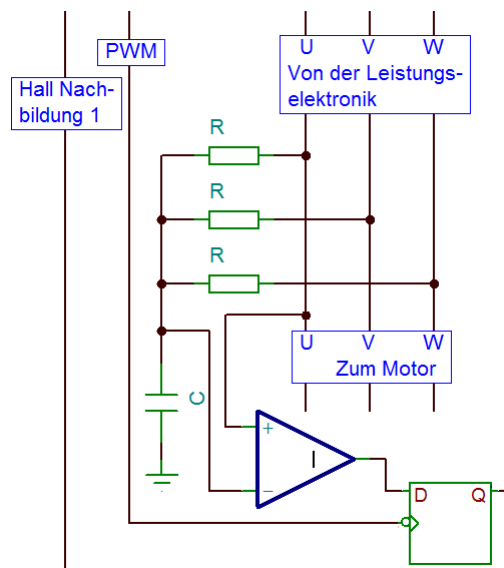 PWM
U V W
Von der Leistungs-
elektronik
Hall Nach-
bildung 1
R
R
R
U V W
Zum Motor
C
+
I
−
D Q